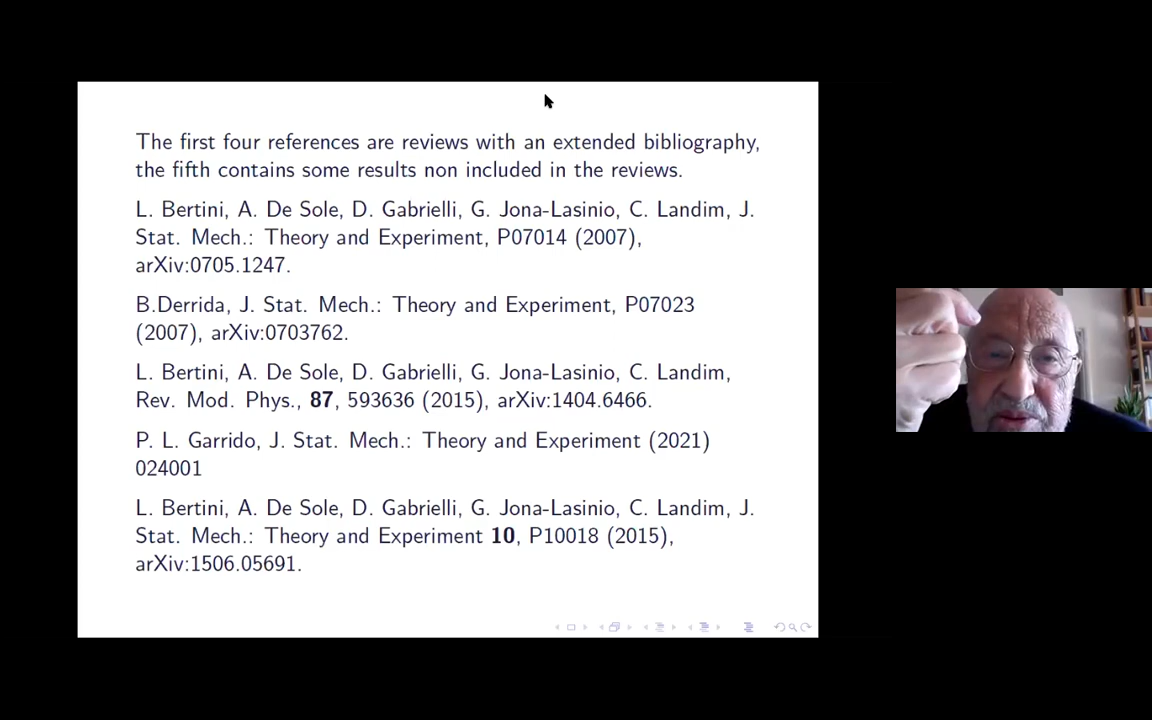 The first four references are reviews with an extended bibliography,
the fifth contains some results non included in the reviews.
L. Bertini, A. De Sole, D. Gabrielli, G. Jona-Lasinio, C. Landim, J.
Stat. Mech.: Theory and Experiment, P07014 (2007),
arXiv:0705.1247.
B.Derrida, J. Stat. Mech.: Theory and Experiment, P07023
(2007), arXiv:0703762.
L. Bertini, A. De Sole, D. Gabrielli, G. Jona-Lasinio, C. Landim,
Rev. Mod. Phys., 87, 593636 (2015), arXiv:1404.6466.
P. L. Garrido, J. Stat. Mech.: Theory and Experiment (2021)
024001
L. Bertini, A. De Sole, D. Gabrielli, G. Jona-Lasinio, C. Landim, J.
Stat. Mech.: Theory and Experiment 10, P10018 (2015),
arXiv:1506.05691.